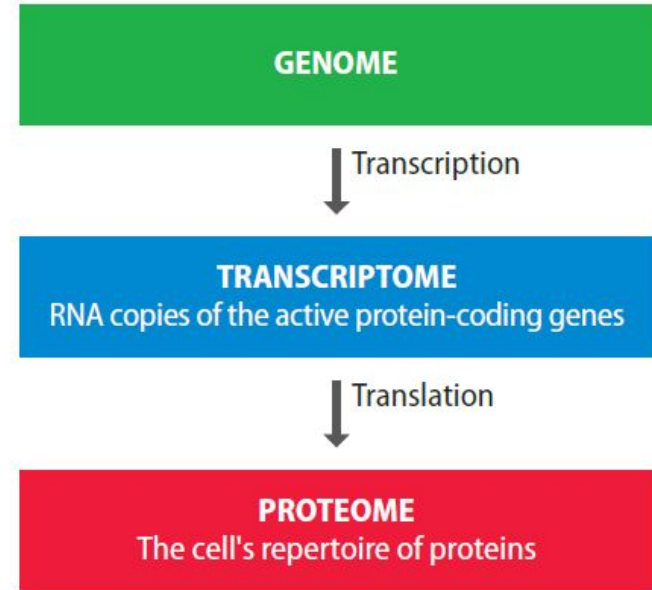 GENOME
Transcription
TRANSCRIPTOME
RNA copies of the active protein-coding genes
Translation
PROTEOME
The cell's repertoire of proteins